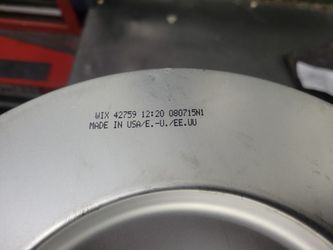 WIX 42759 12:20 080715N1
MADE IN USA/E.-U./EE.UU